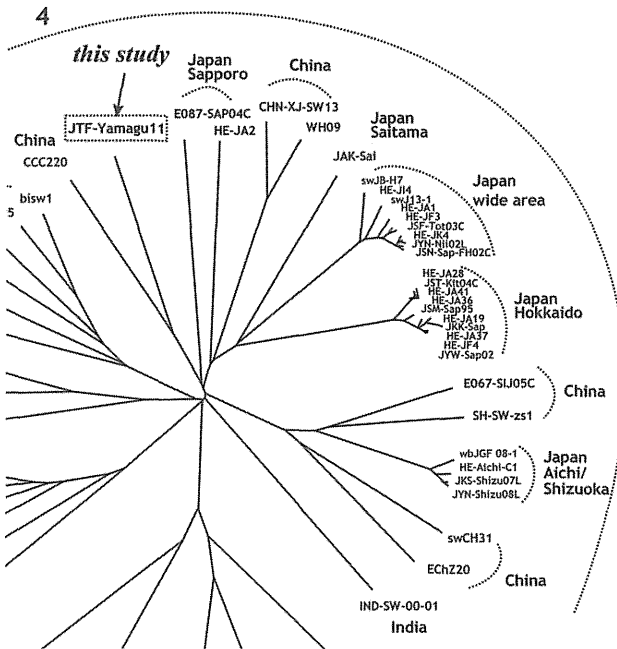 4
this study
JTF-Yamagu11
Japan
Sapporo
E087-SAP04C
HE-JA2
China
CHN-XJ-SW13
WH09
Japan
Saitama
JAK-Sai
China
CCC220
bisw1
5
swJB-H7
HE-JI4
swJ13-1
HE-JA1
HE-JF3
JSF-Tot03C
HE-JK4
JYN-Nii02L
JSN-Sap-FH02C
Japan
wide area
HE-JA28
JST-KIt04C
HE-JA41
HE-JA36
JSM-Sap95
HE-JA19
JKK-Sap
HE-JA37
HE-JF4
JYW-Sap02
Japan
Hokkaido
E067-SIJ05C
SH-SW-zs1
China
wbJGF 08-1
HE-Aichi-C1
JKS-Shizu07L
JYN-Shizu08L
Japan
Aichi/
Shizuoka
swCH31
EChZ20
China
IND-SW-00-01
India